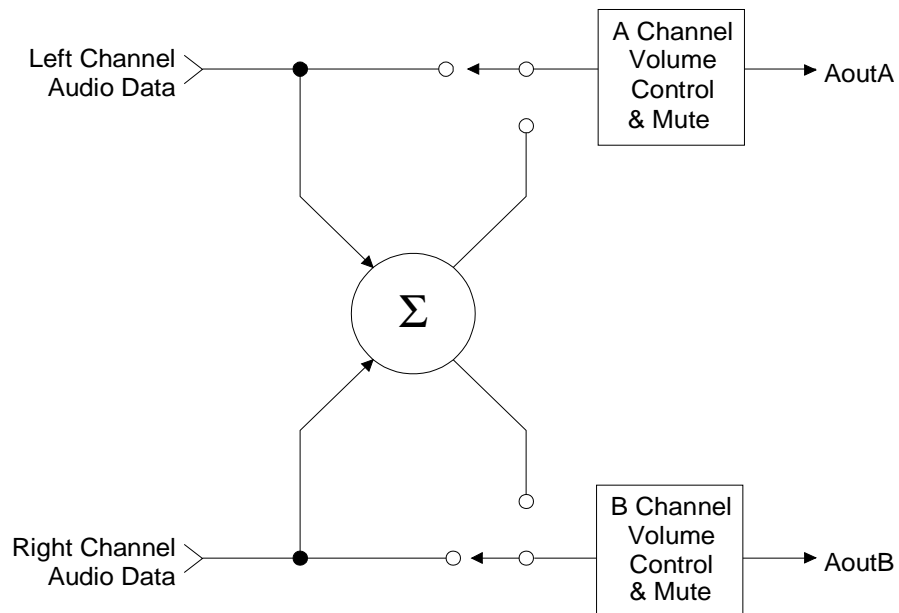 Left Channel
Audio Data
A Channel
Volume
Control
& Mute
AoutA
Σ
Right Channel
Audio Data
B Channel
Volume
Control
& Mute
AoutB